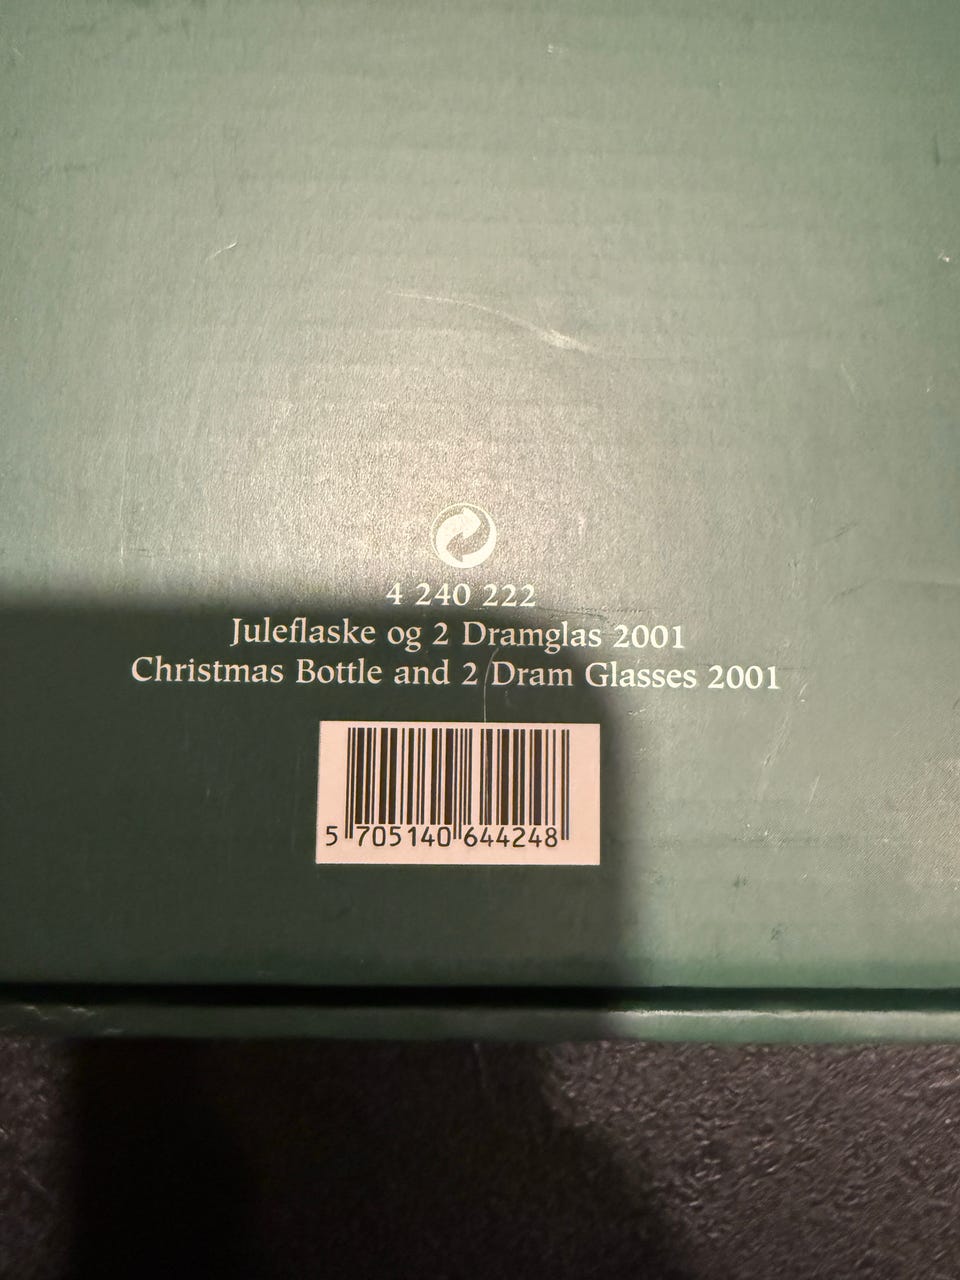 4 240 222
Juleflaske og 2 Dramglas 2001
Christmas Bottle and 2 Dram Glasses 2001
5 705140 644248